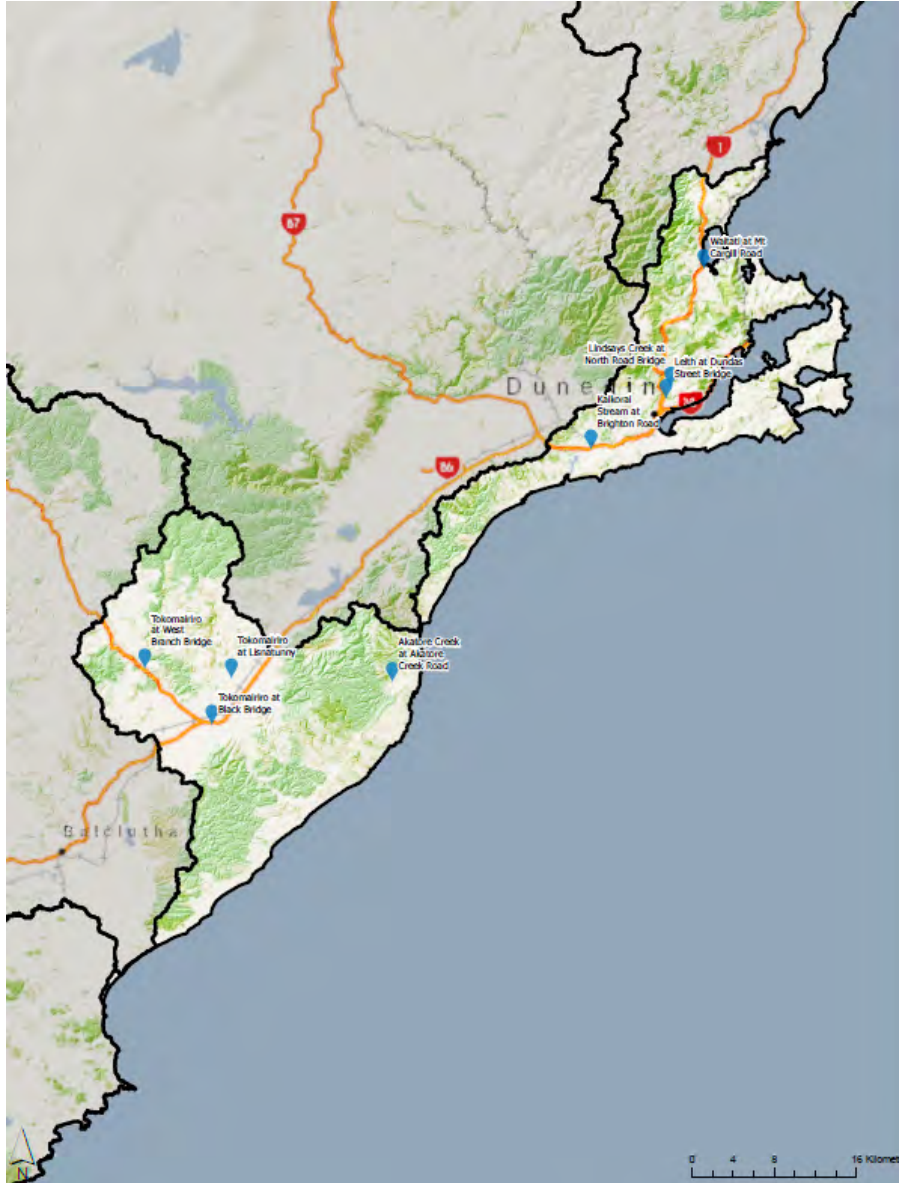 1
87
Waitati at Mt
Cargill Road
Lindsays Creek at
North Road Bridge
Leith at Dundas
Street Bridge
Dunedin
Kaikorai
Stream at
Brighton Road
86
Tokomairiro
at West
Branch Bridge
Tokomairiro
at Lisnatunny
Akatore Creek
at Akatore
Creek Road
Tokomairiro at
Black Bridge
Balclutha
N
0 4 8 16 Kilomet